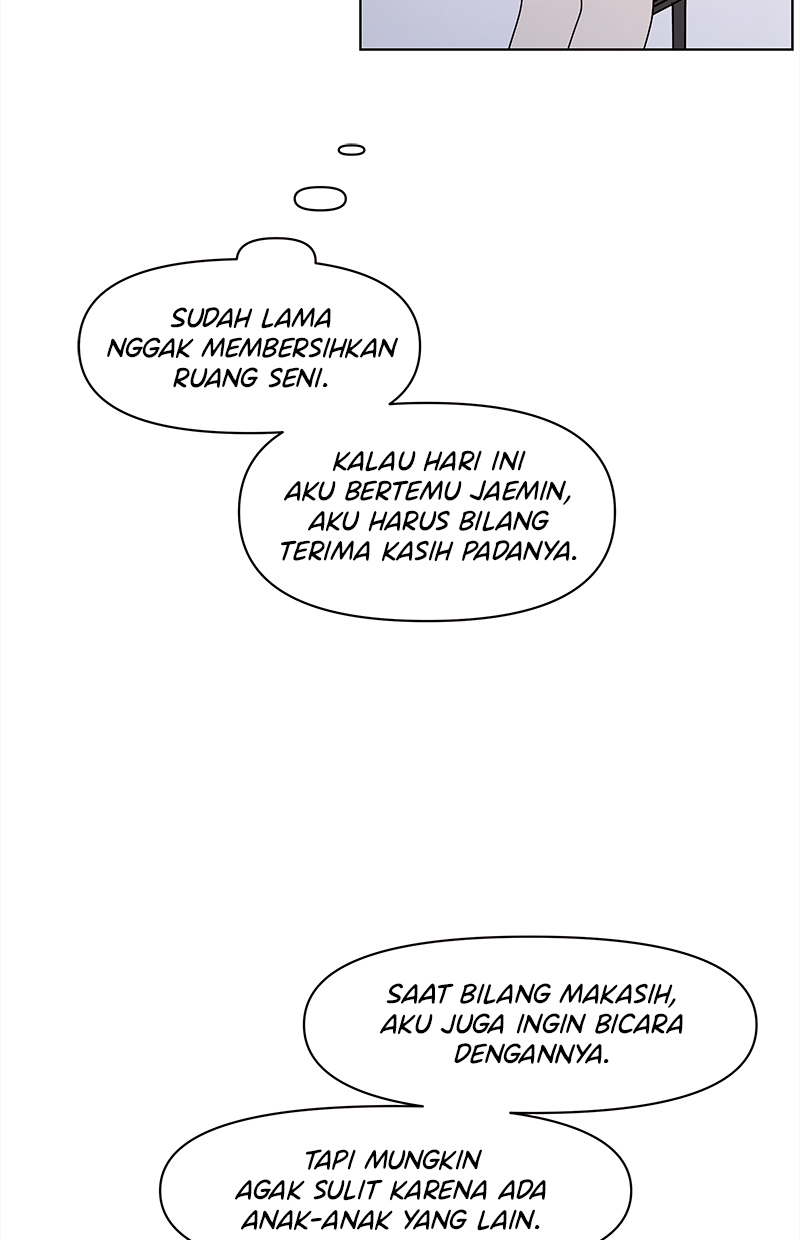 SUDAH LAMA
NGGAK MEMBERSIHKAN
RUANG SENI.
KALAU HARI INI
AKU BERTEMU JAEMIN,
AKU HARUS BILANG
TERIMA KASIH PADANYA.
SAAT BILANG MAKASIH,
AKU JUGA INGIN BICARA
DENGANNYA.
TAPI MUNGKIN
AGAK SULIT KARENA ADA
ANAK-ANAK YANG LAIN.